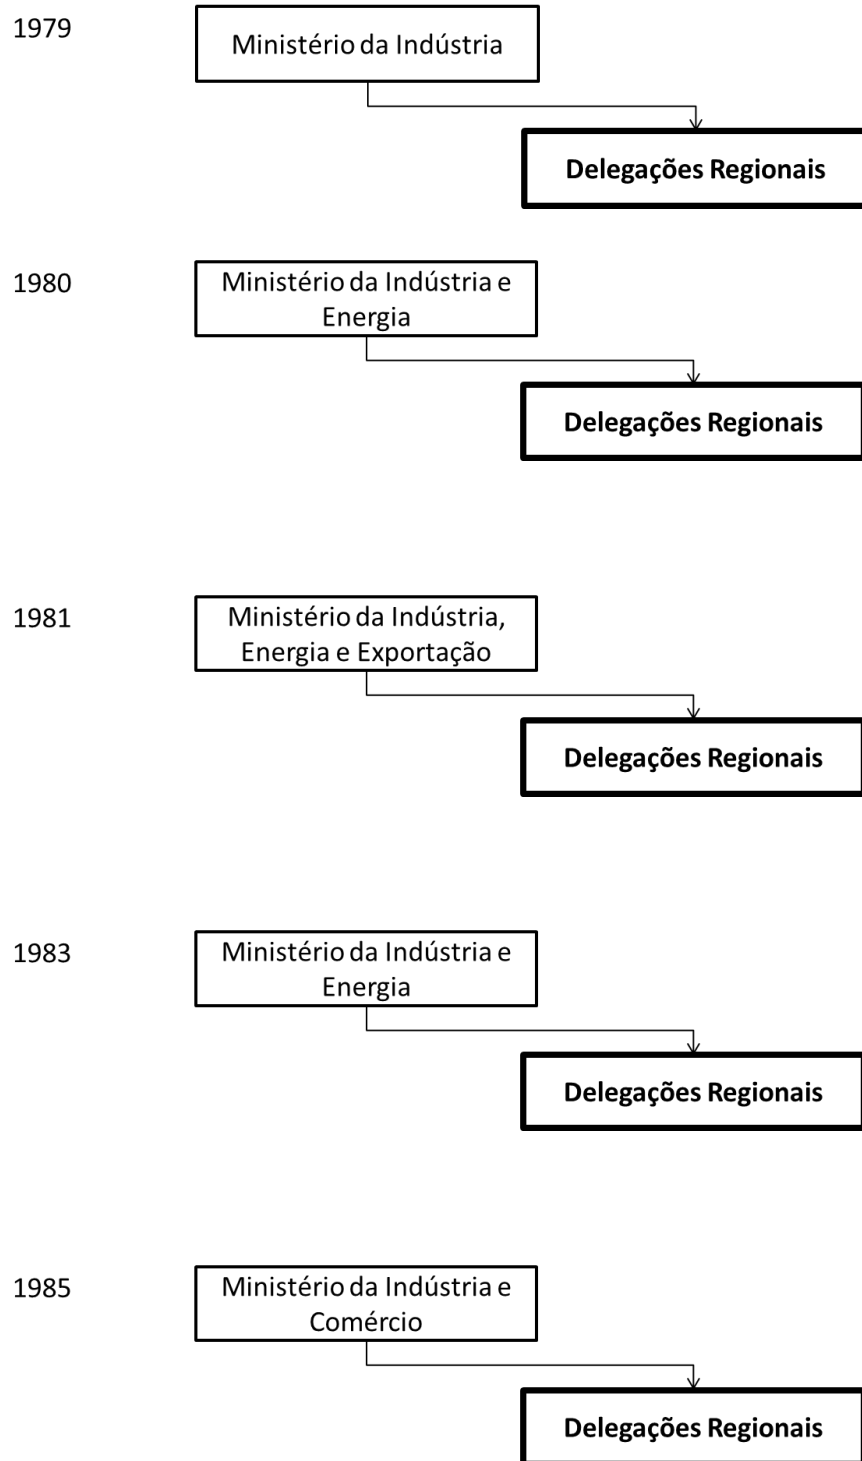 1979
Ministério da Indústria
Delegações Regionais
1980
Ministério da Indústria e
Energia
Delegações Regionais
1981
Ministério da Indústria,
Energia e Exportação
Delegações Regionais
1983
Ministério da Indústria e
Energia
Delegações Regionais
1985
Ministério da Indústria e
Comércio
Delegações Regionais